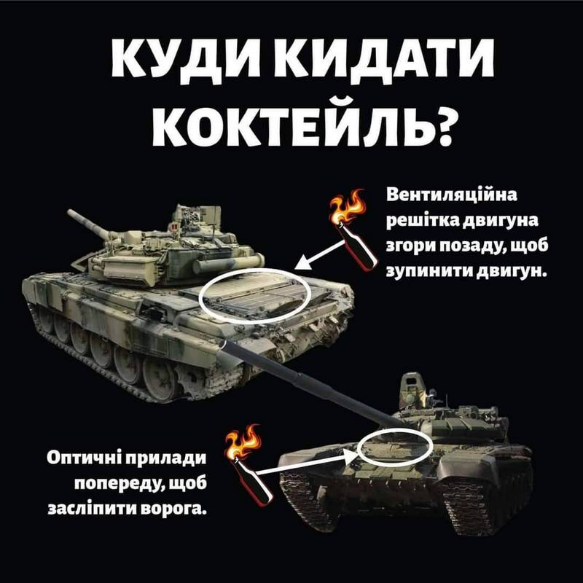 КУДИ КИДАТИ
КОКТЕЙЛЬ?
Вентиляційна
решітка двигуна
згори позаду, щоб
зупинити двигун.
Оптичні прилади
попереду, щоб
засліпити ворога.